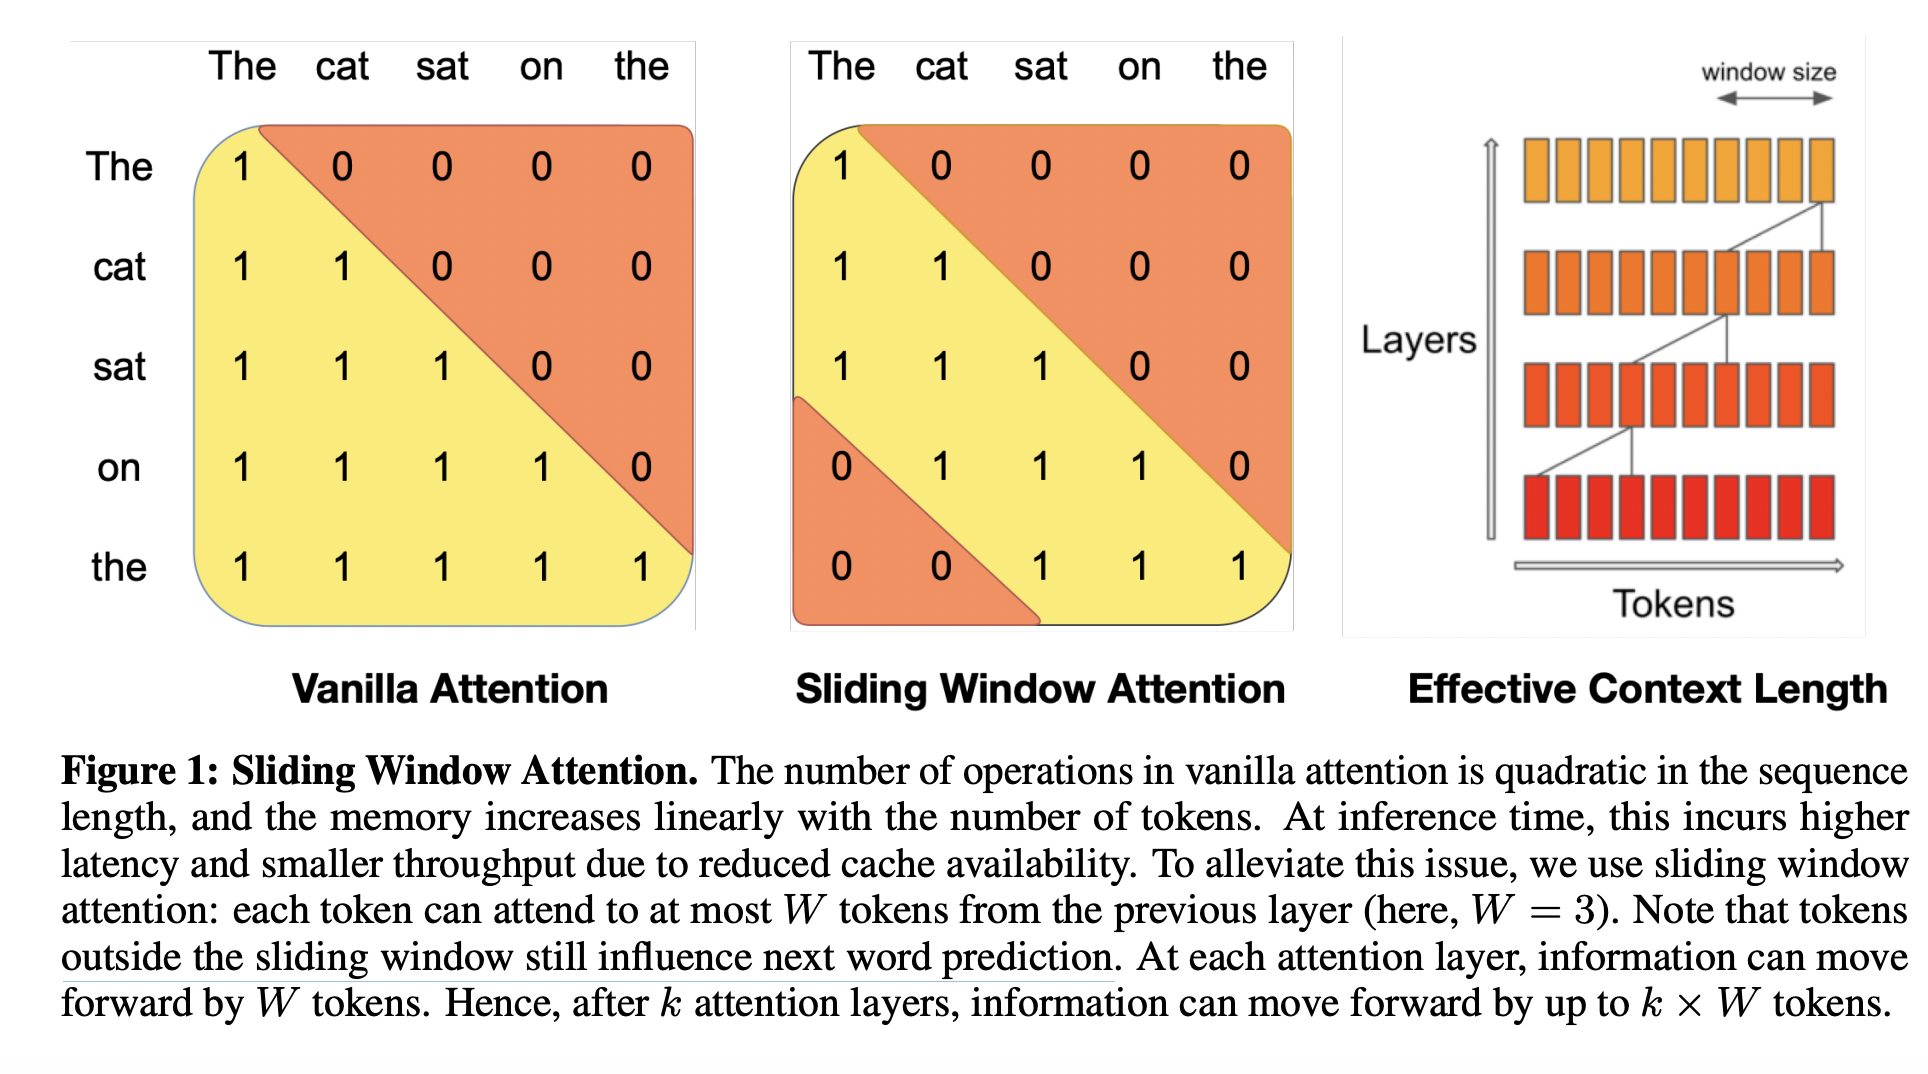 The cat sat on the
The 1 0 0 0 0
cat 1 1 0 0 0
sat 1 1 1 0 0
on 1 1 1 1 0
the 1 1 1 1 1
Vanilla Attention
The cat sat on the
1 0 0 0 0
1 1 0 0 0
1 1 1 0 0
0 1 1 1 0
0 0 1 1 1
Sliding Window Attention
window size
Layers
Tokens
Effective Context Length
Figure 1: Sliding Window Attention. The number of operations in vanilla attention is quadratic in the sequence
length, and the memory increases linearly with the number of tokens. At inference time, this incurs higher
latency and smaller throughput due to reduced cache availability. To alleviate this issue, we use sliding window
attention: each token can attend to at most W tokens from the previous layer (here, W = 3). Note that tokens
outside the sliding window still influence next word prediction. At each attention layer, information can move
forward by W tokens. Hence, after k attention layers, information can move forward by up to k × W tokens.